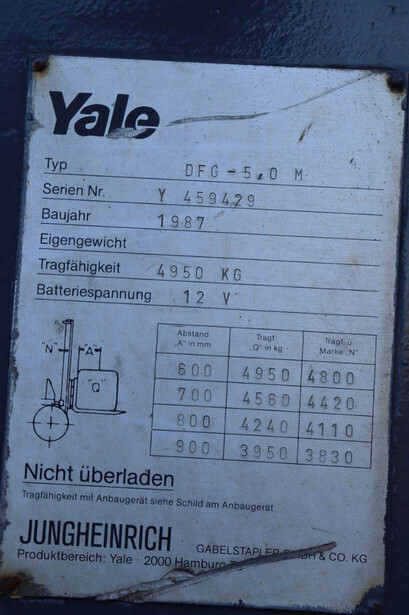 Yale
Typ DFG-5,0 M
Serien Nr. Y 459429
Baujahr 1987
Eigengewicht
Tragfähigkeit 4950 KG
Batteriespannung 12 V
"N" "A" "Q"
Abstand "A" in mm Tragf. "Q" in kg Tragf. u. Marke „N"
600 4950 4800
700 4560 4420
800 4240 4110
900 3950 3830
Nicht überladen
Tragfähigkeit mit Anbaugerät siehe Schild am Anbaugerät
JUNGHEINRICH GABELSTAPLER GMBH & CO. KG
Produktbereich: Yale · 2000 Hamburg